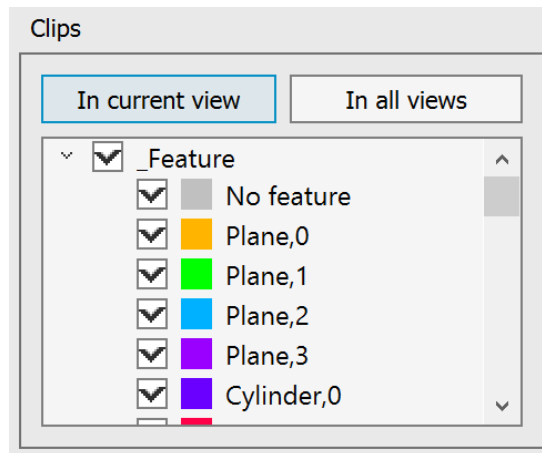 Clips
In current view
In all views
_Feature
No feature
Plane,0
Plane,1
Plane,2
Plane,3
Cylinder,0